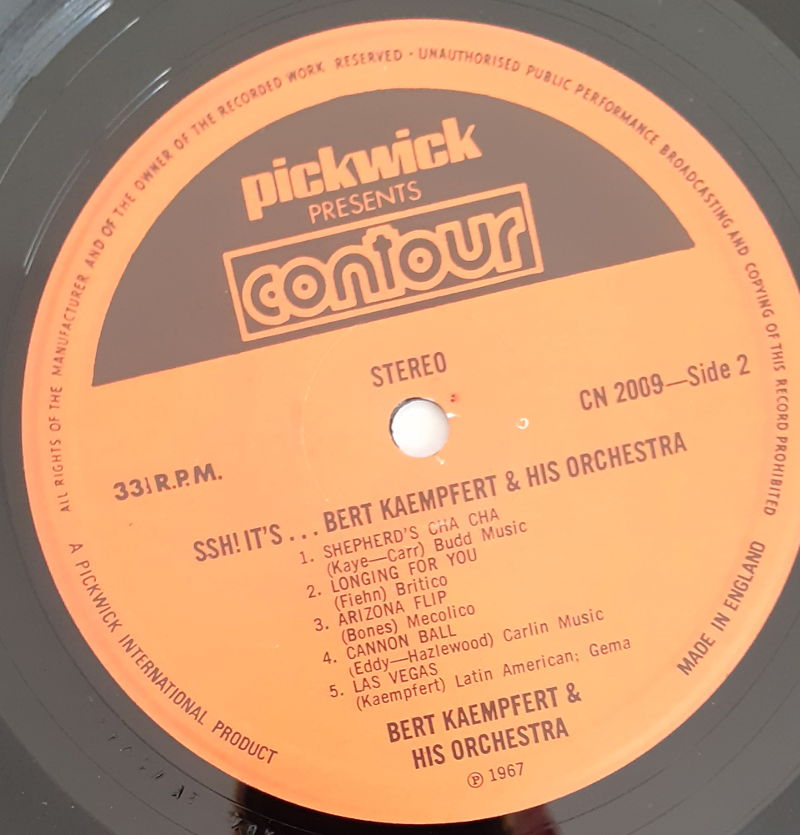 ALL RIGHTS OF THE MANUFACTURER AND OF THE OWNER OF THE RECORDED WORK RESERVED · UNAUTHORISED PUBLIC PERFORMANCE BROADCASTING AND COPYING OF THIS RECORD PROHIBITED
pickwick
PRESENTS
contour
STEREO
CN 2009—Side 2
33⅓ R.P.M.
SSH! IT'S . . . BERT KAEMPFERT & HIS ORCHESTRA
1. SHEPHERD'S CHA CHA
(Kaye—Carr) Budd Music
2. LONGING FOR YOU
(Fiehn) Britico
3. ARIZONA FLIP
(Bones) Mecolico
4. CANNON BALL
(Eddy—Hazlewood) Carlin Music
5. LAS VEGAS
(Kaempfert) Latin American; Gema
BERT KAEMPFERT &
HIS ORCHESTRA
℗ 1967
A PICKWICK INTERNATIONAL PRODUCT
MADE IN ENGLAND